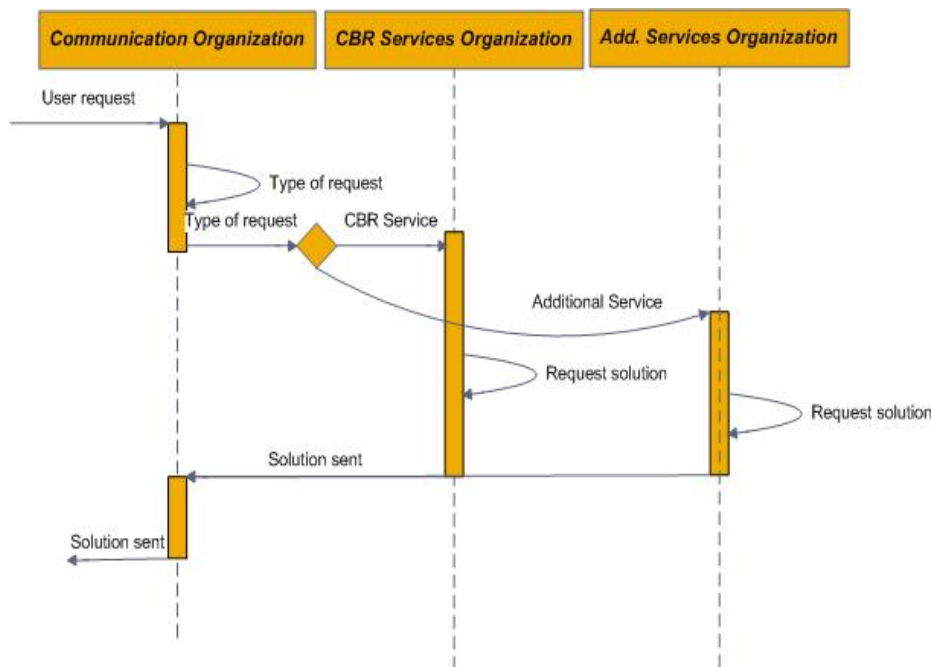 Communication Organization
CBR Services Organization
Add. Services Organization
User request
Type of request
Type of request
CBR Service
Additional Service
Request solution
Request solution
Solution sent
Solution sent